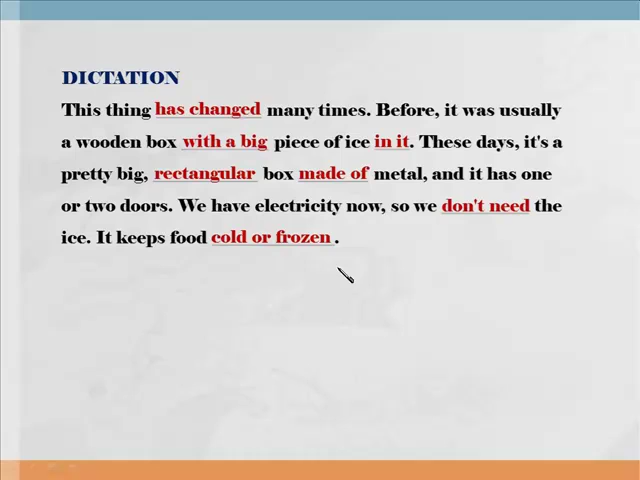 DICTATION
This thing has changed many times. Before, it was usually
a wooden box with a big piece of ice in it. These days, it's a
pretty big, rectangular box made of metal, and it has one
or two doors. We have electricity now, so we don't need the
ice. It keeps food cold or frozen.